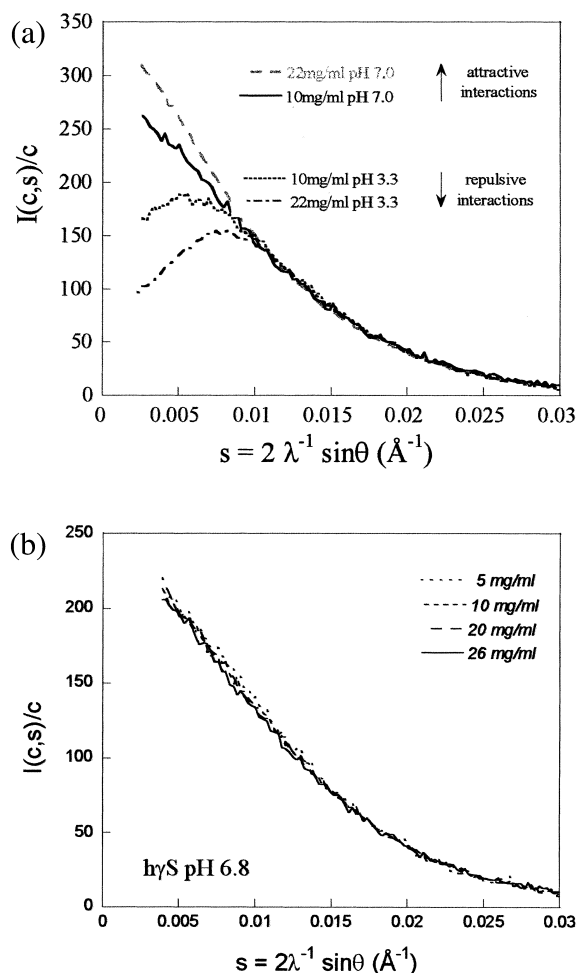 (a)
350
300
250
200
150
100
50
0
I(c,s)/c
22mg/ml pH 7.0
10mg/ml pH 7.0
attractive
interactions
10mg/ml pH 3.3
22mg/ml pH 3.3
repulsive
interactions
0 0.005 0.01 0.015 0.02 0.025 0.03
s = 2 λ⁻¹ sinθ (Å⁻¹)
(b)
250
200
150
100
50
0
I(c,s)/c
5 mg/ml
10 mg/ml
20 mg/ml
26 mg/ml
hγS pH 6.8
0 0.005 0.01 0.015 0.02 0.025 0.03
s = 2λ⁻¹ sinθ (Å⁻¹)